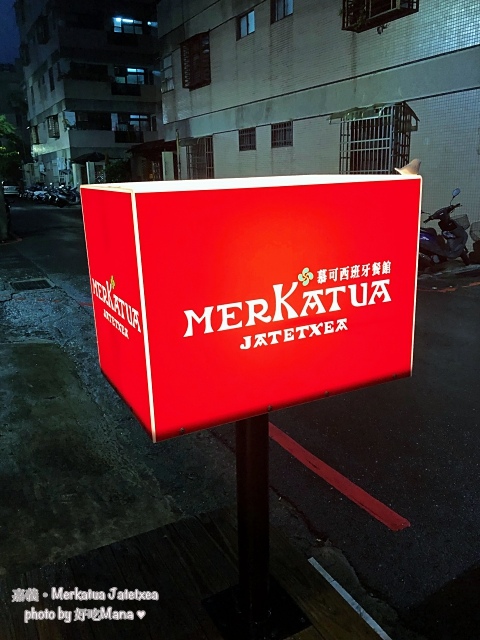 慕可西班牙餐館
MERKATUA
JATETXEA
MERKATUA
JATETXEA
嘉義。Merkatua Jatetxea
photo by 好吃Mana ♥